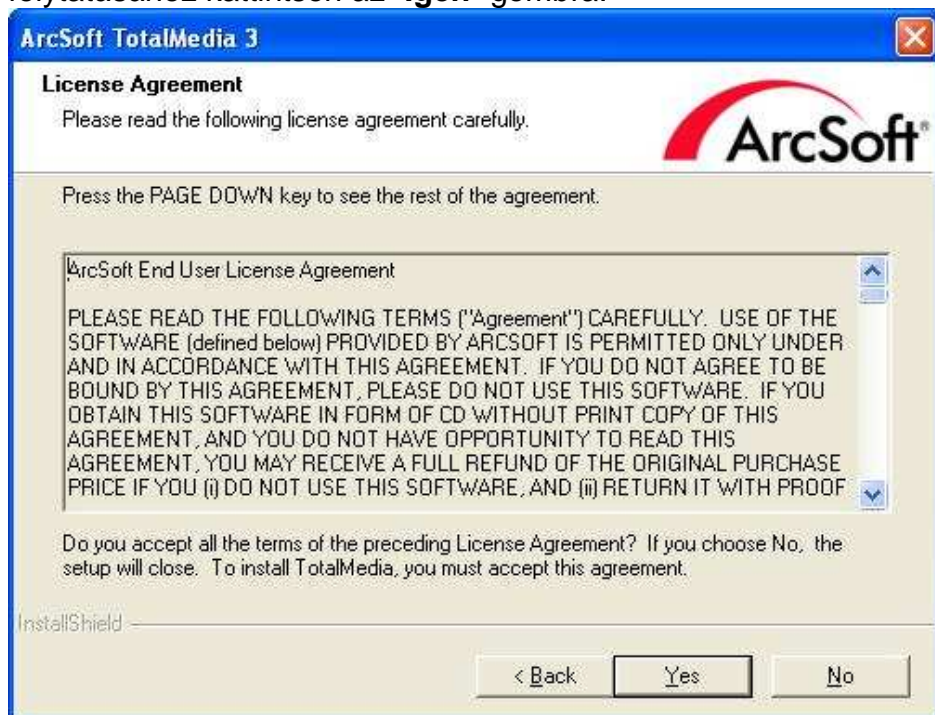 folytatásához kattintson az "Igen" gombra.
ArcSoft TotalMedia 3
License Agreement
Please read the following license agreement carefully.
ArcSoft®
Press the PAGE DOWN key to see the rest of the agreement.
ArcSoft End User License Agreement
PLEASE READ THE FOLLOWING TERMS ("Agreement") CAREFULLY. USE OF THE
SOFTWARE (defined below) PROVIDED BY ARCSOFT IS PERMITTED ONLY UNDER
AND IN ACCORDANCE WITH THIS AGREEMENT. IF YOU DO NOT AGREE TO BE
BOUND BY THIS AGREEMENT, PLEASE DO NOT USE THIS SOFTWARE. IF YOU
OBTAIN THIS SOFTWARE IN FORM OF CD WITHOUT PRINT COPY OF THIS
AGREEMENT, AND YOU DO NOT HAVE OPPORTUNITY TO READ THIS
AGREEMENT, YOU MAY RECEIVE A FULL REFUND OF THE ORIGINAL PURCHASE
PRICE IF YOU (i) DO NOT USE THIS SOFTWARE, AND (ii) RETURN IT WITH PROOF
Do you accept all the terms of the preceding License Agreement? If you choose No, the
setup will close. To install TotalMedia, you must accept this agreement.
InstallShield
< Back
Yes
No